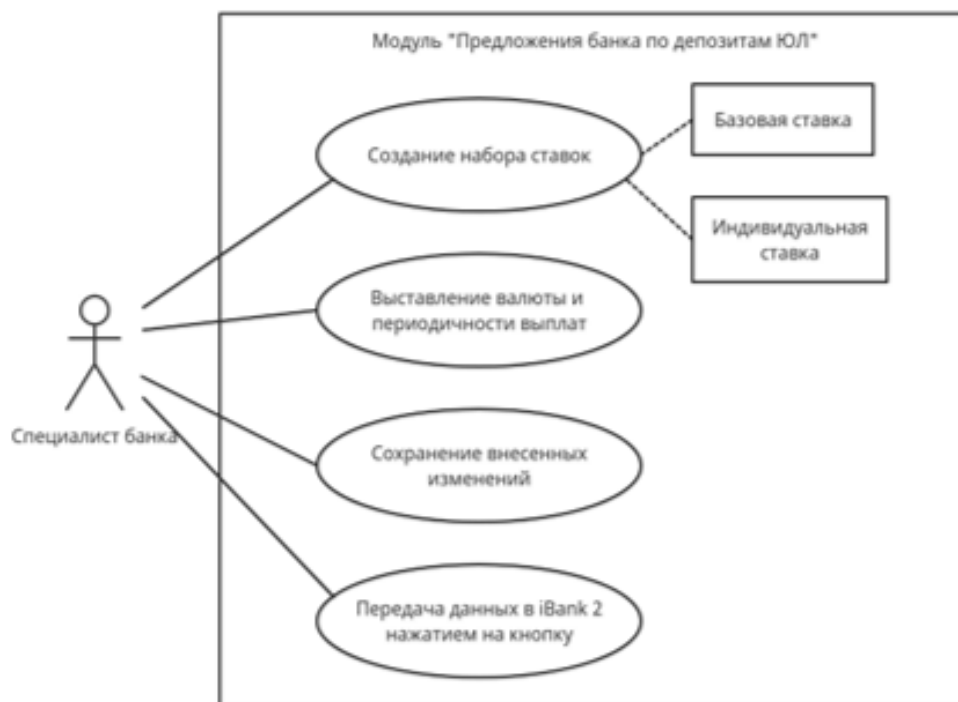 Модуль "Предложения банка по депозитам ЮЛ"
Базовая ставка
Создание набора ставок
Индивидуальная
ставка
Выставление валюты и
периодичности выплат
Специалист банка
Сохранение внесенных
изменений
Передача данных в iBank 2
нажатием на кнопку